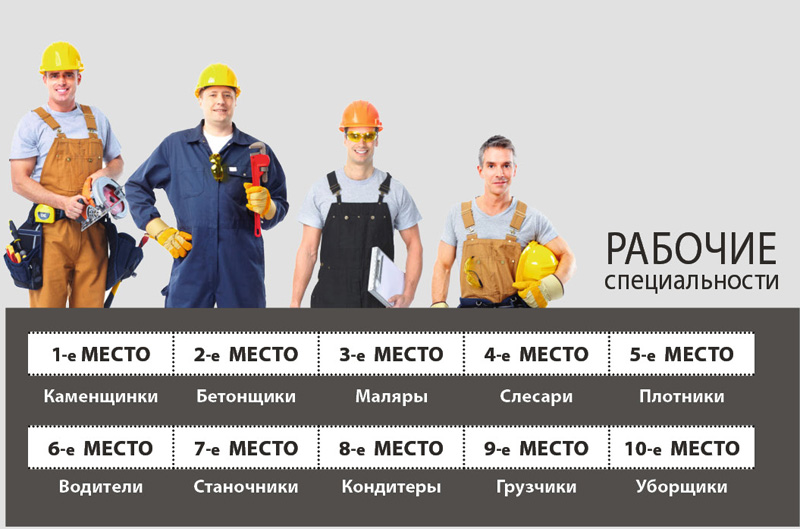 РАБОЧИЕ
специальности
1-е МЕСТО 2-е МЕСТО 3-е МЕСТО 4-е МЕСТО 5-е МЕСТО
Каменщинки Бетонщики Маляры Слесари Плотники
6-е МЕСТО 7-е МЕСТО 8-е МЕСТО 9-е МЕСТО 10-е МЕСТО
Водители Станочники Кондитеры Грузчики Уборщики